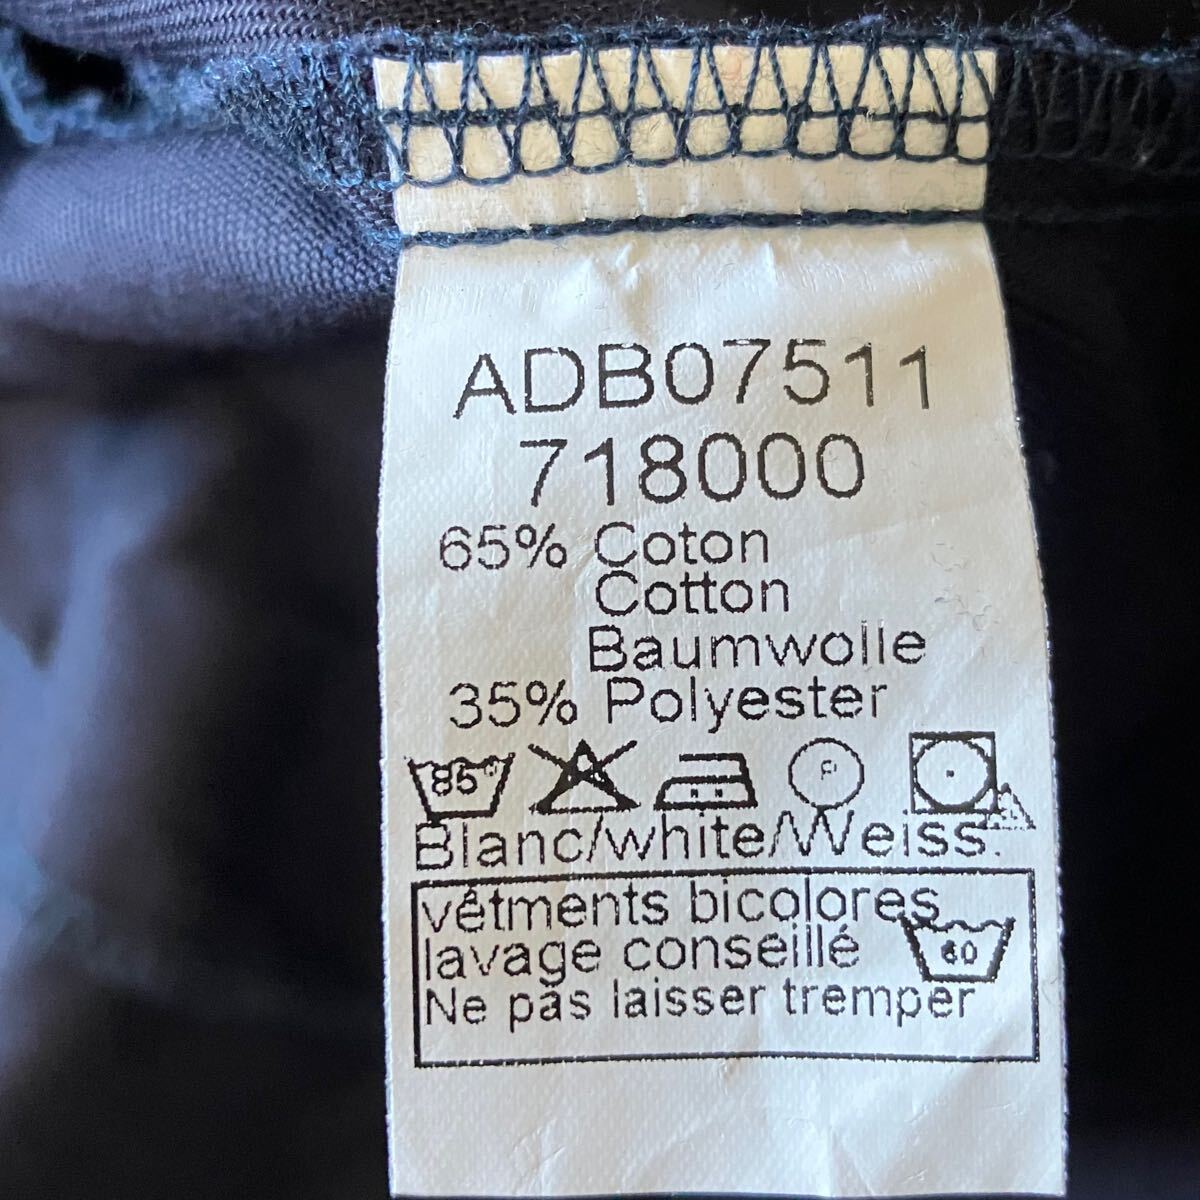 ADB07511
718000
65% Coton
Cotton
Baumwolle
35% Polyester
85°
P
Blanc/white/Weiss.
vêtments bicolores
lavage conseillé 60
Ne pas laisser tremper